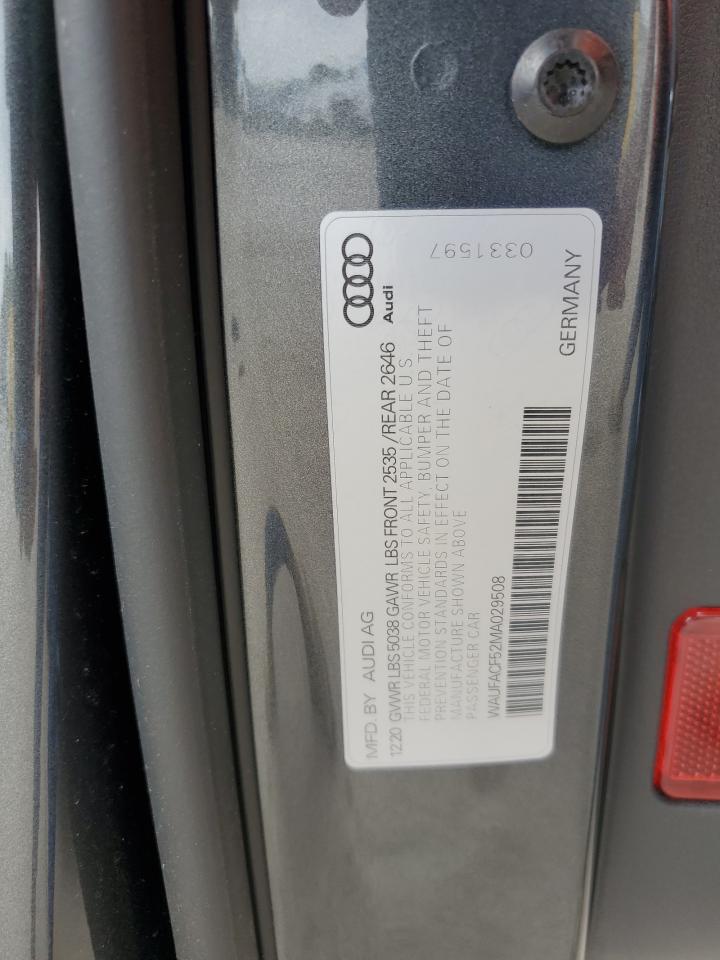 MFD. BY AUDI AG
Audi
1220 GVWR LBS 5038 GAWR LBS FRONT 2535 / REAR 2646
THIS VEHICLE CONFORMS TO ALL APPLICABLE U S
FEDERAL MOTOR VEHICLE SAFETY, BUMPER AND THEFT
PREVENTION STANDARDS IN EFFECT ON THE DATE OF
MANUFACTURE SHOWN ABOVE
PASSENGER CAR
0331597
WAUFACF52MA029508
GERMANY